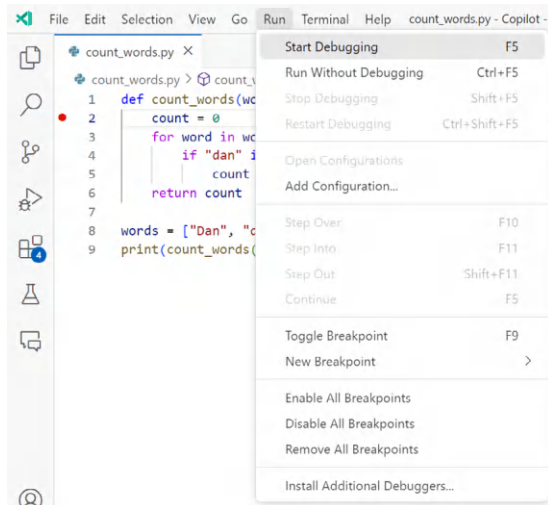 File Edit Selection View Go Run Terminal Help count_words.py - Copilot -
count_words.py
count_words.py > count_
1 def count_words(wo
2 count = 0
3 for word in wo
4 if "dan" i
5 count
6 return count
7
8 words = ["Dan", "d
9 print(count_words(
4
Start Debugging F5
Run Without Debugging Ctrl+F5
Stop Debugging Shift+F5
Restart Debugging Ctrl+Shift+F5
Open Configurations
Add Configuration...
Step Over F10
Step Into F11
Step Out Shift+F11
Continue F5
Toggle Breakpoint F9
New Breakpoint >
Enable All Breakpoints
Disable All Breakpoints
Remove All Breakpoints
Install Additional Debuggers...